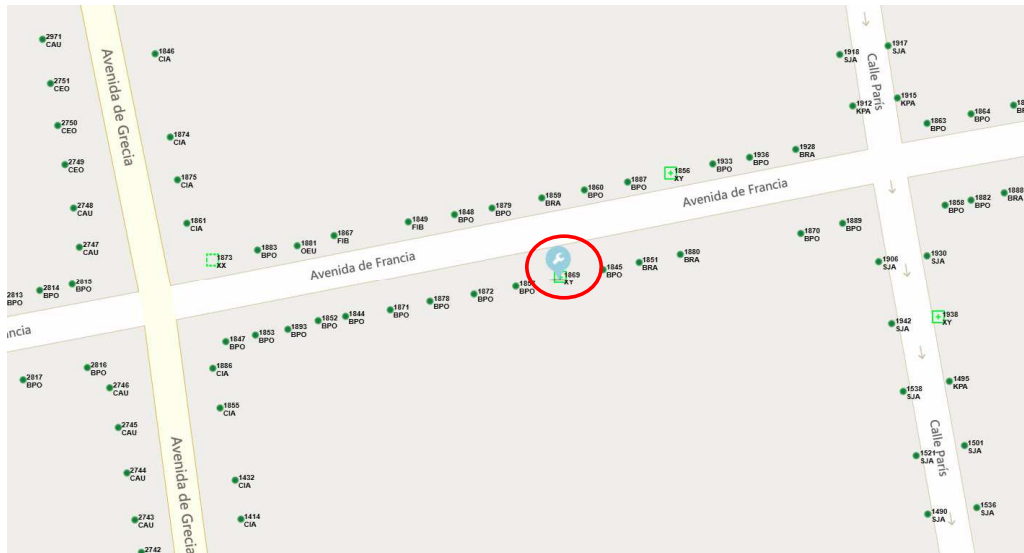 2971
CAU
2751
CEO
2750
CEO
2749
CEO
2748
CAU
2747
CAU
2815
BPO
2814
BPO
2813
BPO
Avenida de Grecia
1846
CIA
1874
CIA
1875
CIA
1861
CIA
1873
XX
1883
BPO
1881
OEU
1867
FIB
1849
FIB
1848
BPO
1879
BPO
1859
BRA
1860
BPO
1887
BPO
1856
XY
1933
BPO
1936
BPO
1928
BRA
1918
SJA
1917
SJA
Calle París
1912
KPA
1915
KPA
1863
BPO
1864
BPO
Avenida de Francia
Avenida de Francia
1858
BPO
1882
BPO
1888
BRA
1889
BPO
1870
BPO
1880
BRA
1851
BRA
1845
BPO
1869
XY
BPO
1872
BPO
1878
BPO
1871
BPO
1844
BPO
1852
BPO
1893
BPO
1853
BPO
1847
BPO
1906
SJA
1930
SJA
1942
SJA
1938
XY
ncia
2817
BPO
2816
BPO
2746
CAU
2745
CAU
2744
CAU
2743
CAU
2742
1886
CIA
1855
CIA
1432
CIA
1414
CIA
Avenida de Grecia
1538
SJA
1495
KPA
Calle París
1521
SJA
1501
SJA
1490
SJA
1536
SJA